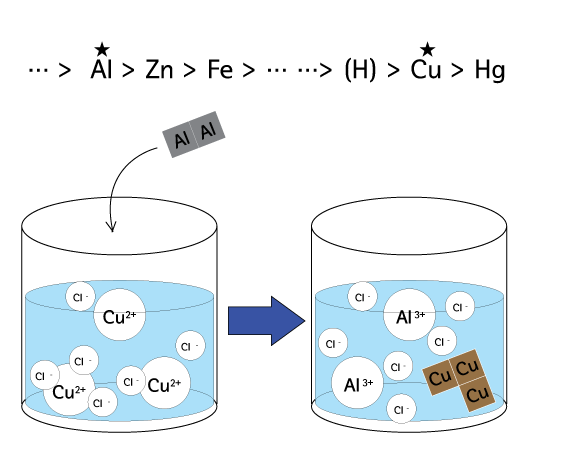 ··· > Al > Zn > Fe > ··· ···> (H) > Cu > Hg
Al Al
Cl⁻
Cu²⁺
Cl⁻
Cl⁻
Cl⁻
Cu²⁺
Cl⁻
Cl⁻
Cu²⁺
Cl⁻
Al³⁺
Cl⁻
Cl⁻
Cl⁻
Cl⁻
Al³⁺
Cl⁻
Cu Cu
Cu